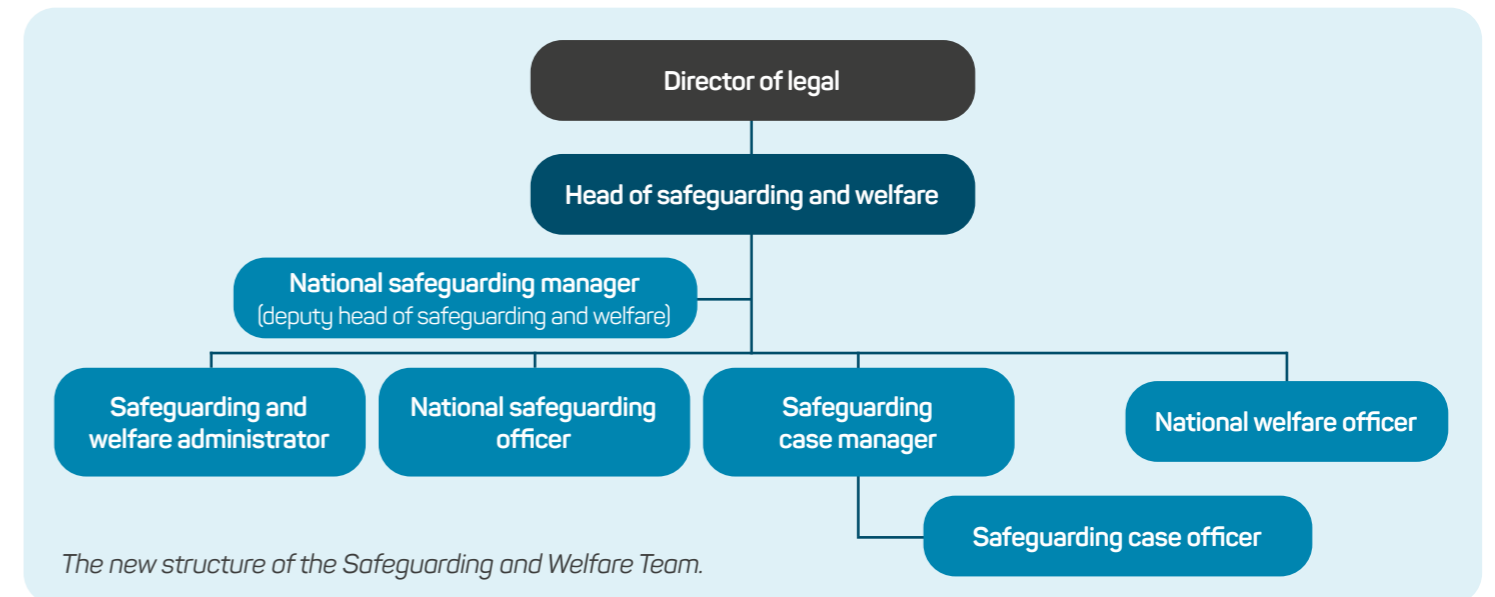 Director of legal
Head of safeguarding and welfare
National safeguarding manager
(deputy head of safeguarding and welfare)
Safeguarding and
welfare administrator
National safeguarding
officer
Safeguarding
case manager
National welfare officer
Safeguarding case officer
The new structure of the Safeguarding and Welfare Team.